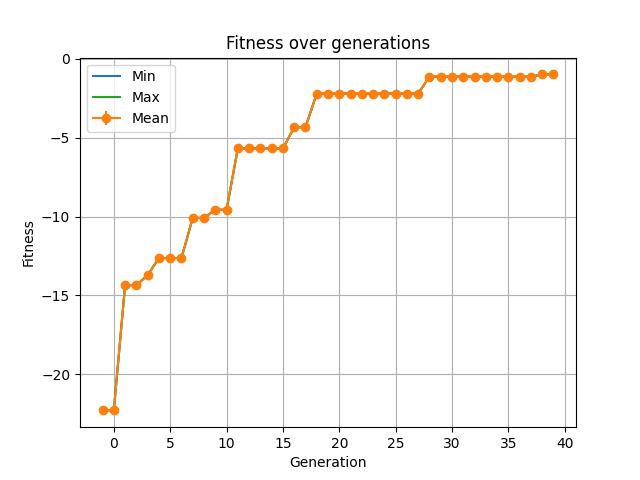 Fitness over generations
Min
Max
Mean
0
−5
−10
−15
−20
Fitness
0 5 10 15 20 25 30 35 40
Generation